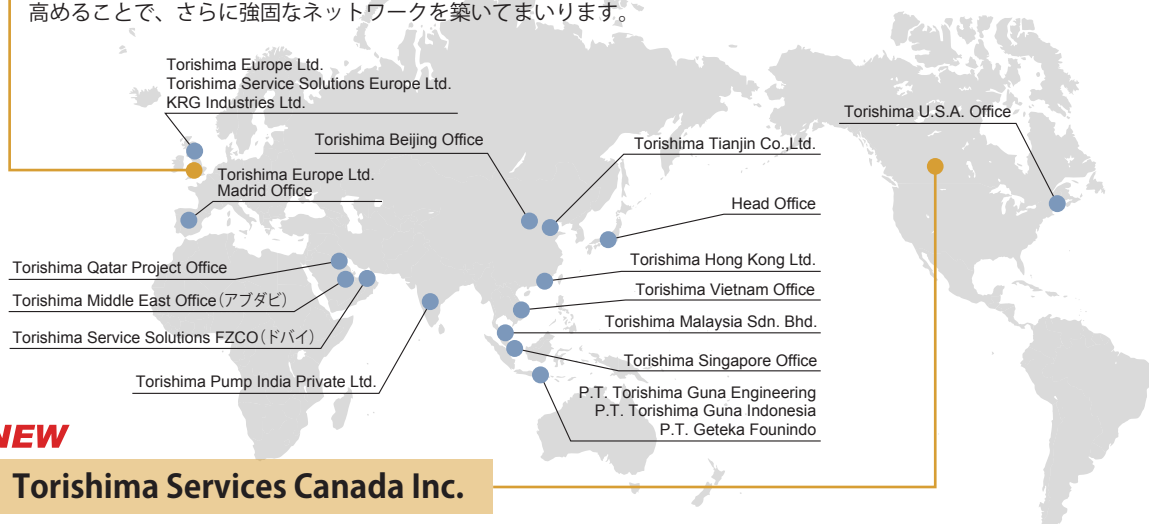 高めることで、さらに強固なネットワークを築いてまいります。
Torishima Europe Ltd.
Torishima Service Solutions Europe Ltd.
KRG Industries Ltd.
Torishima U.S.A. Office
Torishima Beijing Office
Torishima Tianjin Co.,Ltd.
Torishima Europe Ltd.
Madrid Office
Head Office
Torishima Qatar Project Office
Torishima Hong Kong Ltd.
Torishima Middle East Office（アブダビ）
Torishima Vietnam Office
Torishima Service Solutions FZCO（ドバイ）
Torishima Malaysia Sdn. Bhd.
Torishima Singapore Office
Torishima Pump India Private Ltd.
P.T. Torishima Guna Engineering
P.T. Torishima Guna Indonesia
P.T. Geteka Founindo
NEW
Torishima Services Canada Inc.